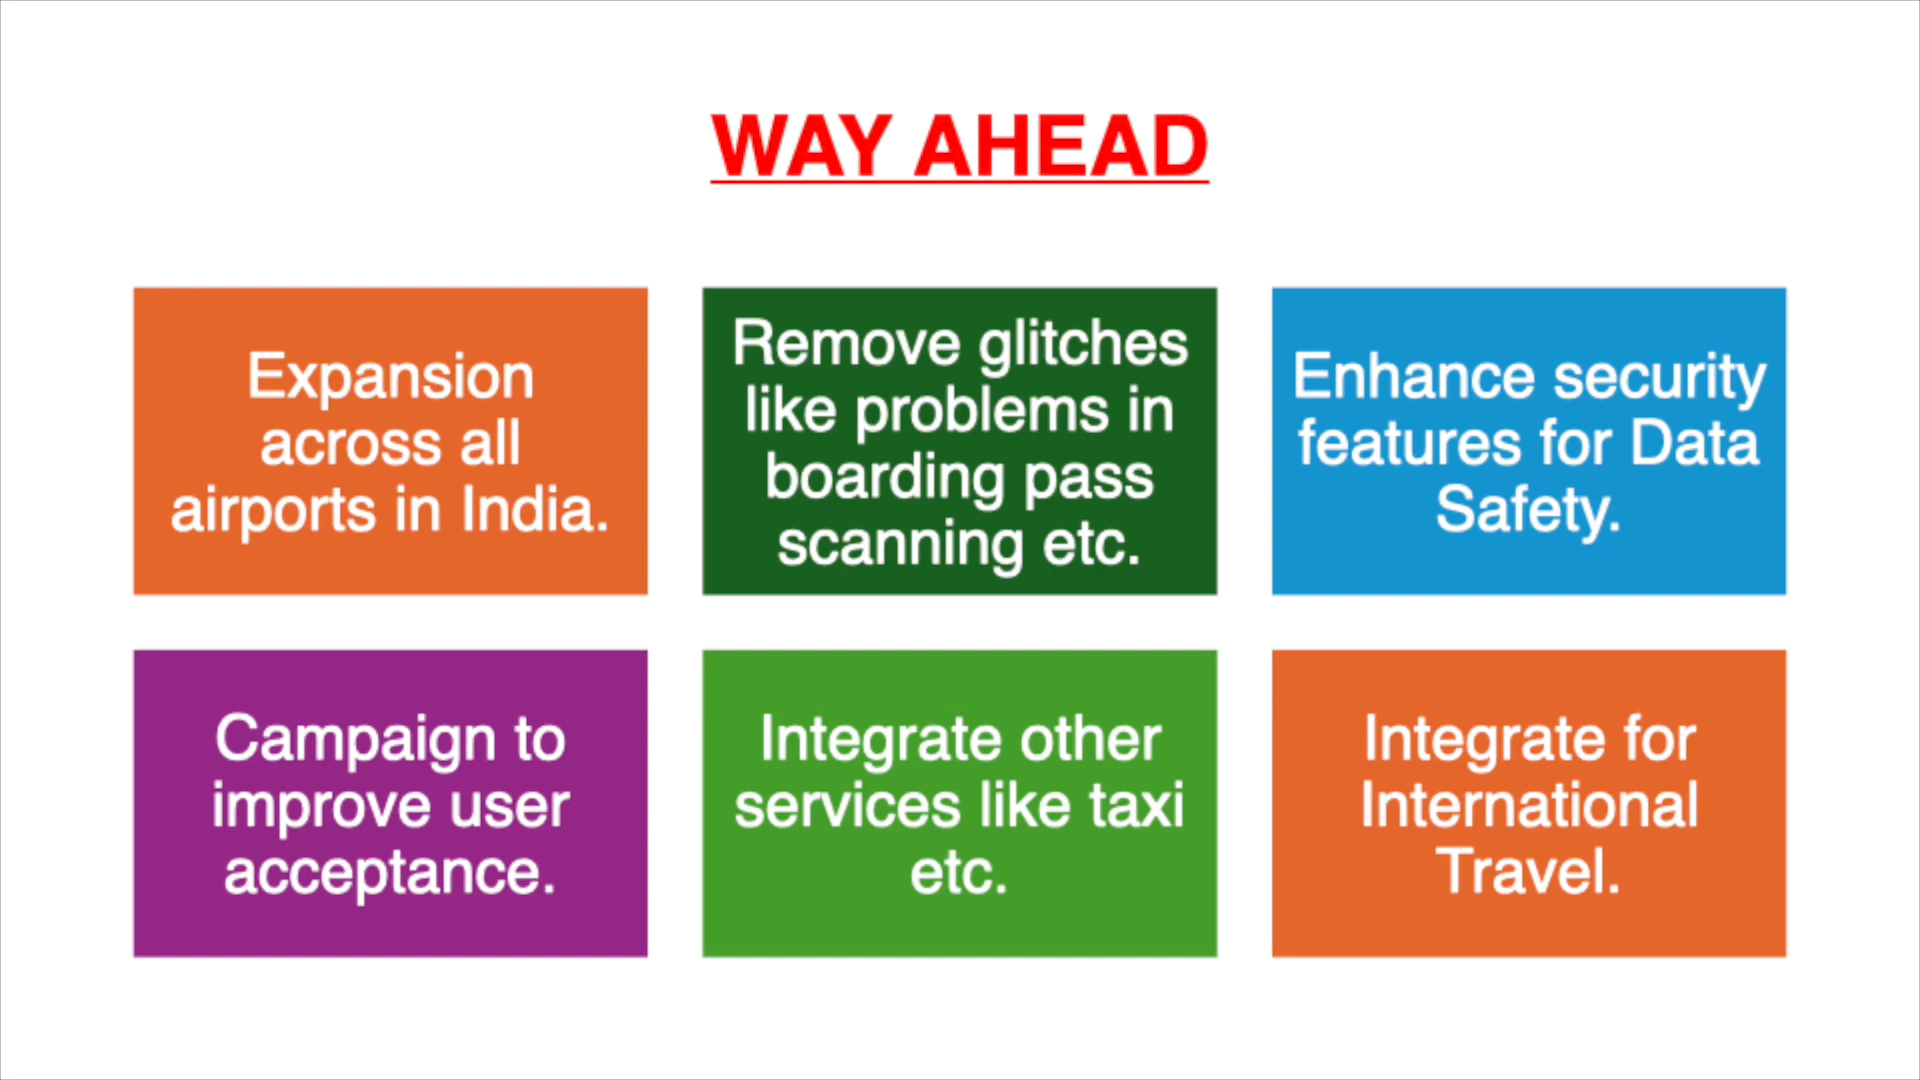 WAY AHEAD
Expansion
across all
airports in India.
Remove glitches
like problems in
boarding pass
scanning etc.
Enhance security
features for Data
Safety.
Campaign to
improve user
acceptance.
Integrate other
services like taxi
etc.
Integrate for
International
Travel.